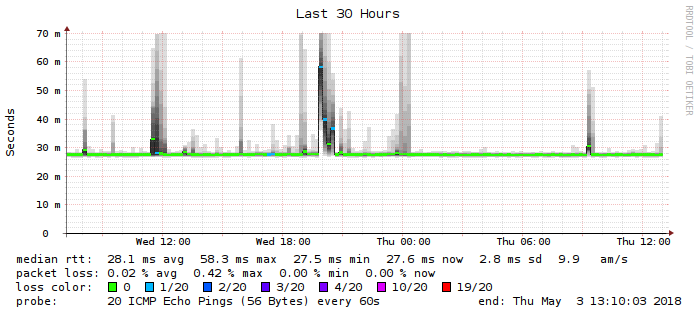 Last 30 Hours
RRDTOOL / TOBI OETIKER
Seconds
70 m
60 m
50 m
40 m
30 m
20 m
10 m
0
Wed 12:00 Wed 18:00 Thu 00:00 Thu 06:00 Thu 12:00
median rtt: 28.1 ms avg 58.3 ms max 27.5 ms min 27.6 ms now 2.8 ms sd 9.9 am/s
packet loss: 0.02 % avg 0.42 % max 0.00 % min 0.00 % now
loss color: 0 1/20 2/20 3/20 4/20 10/20 19/20
probe: 20 ICMP Echo Pings (56 Bytes) every 60s end: Thu May 3 13:10:03 2018